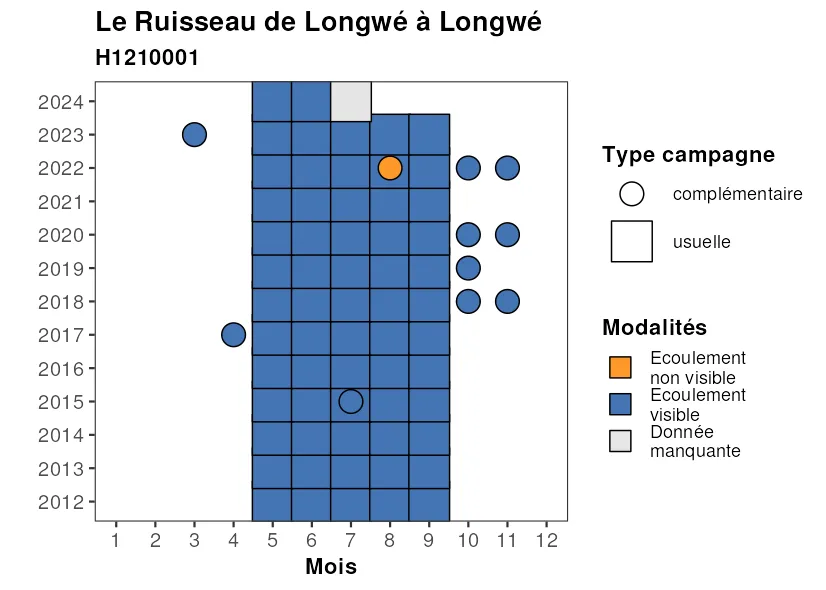 Le Ruisseau de Longwé à Longwé
H1210001
2024
2023
2022
2021
2020
2019
2018
2017
2016
2015
2014
2013
2012
1 2 3 4 5 6 7 8 9 10 11 12
Mois
Type campagne
complémentaire
usuelle
Modalités
Ecoulement
non visible
Ecoulement
visible
Donnée
manquante